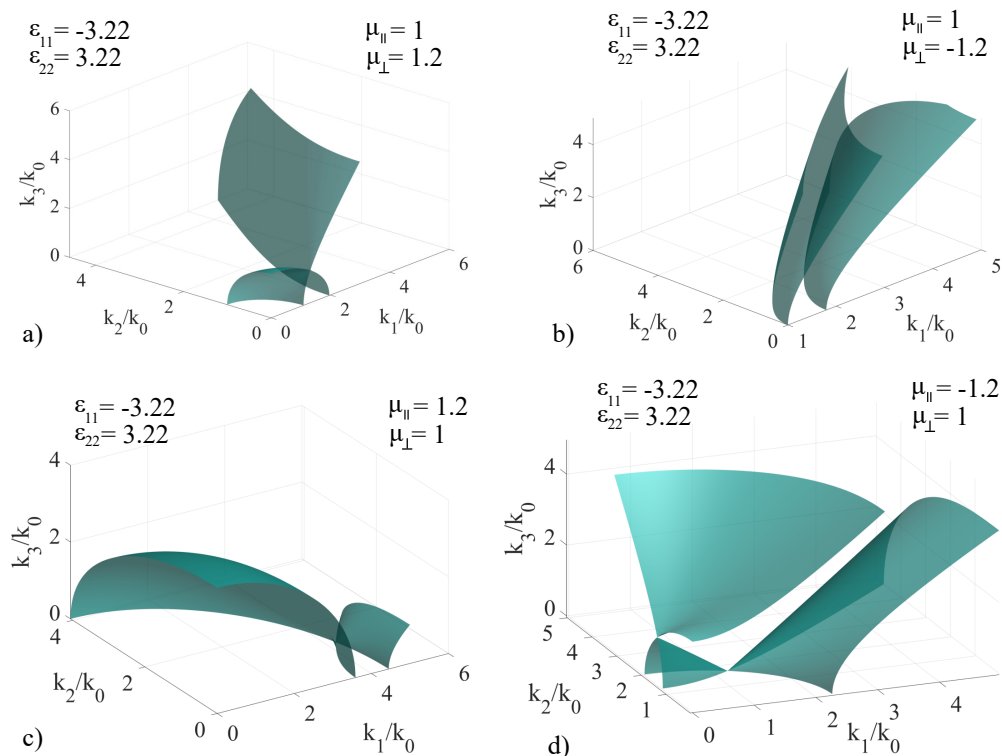 ε₁₁= -3.22
ε₂₂= 3.22
μ∥= 1
μ⊥= 1.2
6
4
2
0
k₃/k₀
4
2
0
k₂/k₀
0
2
4
6
k₁/k₀
a)
ε₁₁= -3.22
ε₂₂= 3.22
μ∥= 1
μ⊥= -1.2
4
2
0
k₃/k₀
6
4
2
0
k₂/k₀
1
2
3
4
5
k₁/k₀
b)
ε₁₁= -3.22
ε₂₂= 3.22
μ∥= 1.2
μ⊥= 1
4
2
0
k₃/k₀
4
2
0
k₂/k₀
0
2
4
6
k₁/k₀
c)
ε₁₁= -3.22
ε₂₂= 3.22
μ∥= -1.2
μ⊥= 1
4
2
0
k₃/k₀
5
4
3
2
1
k₂/k₀
0
1
2
3
4
k₁/k₀
d)